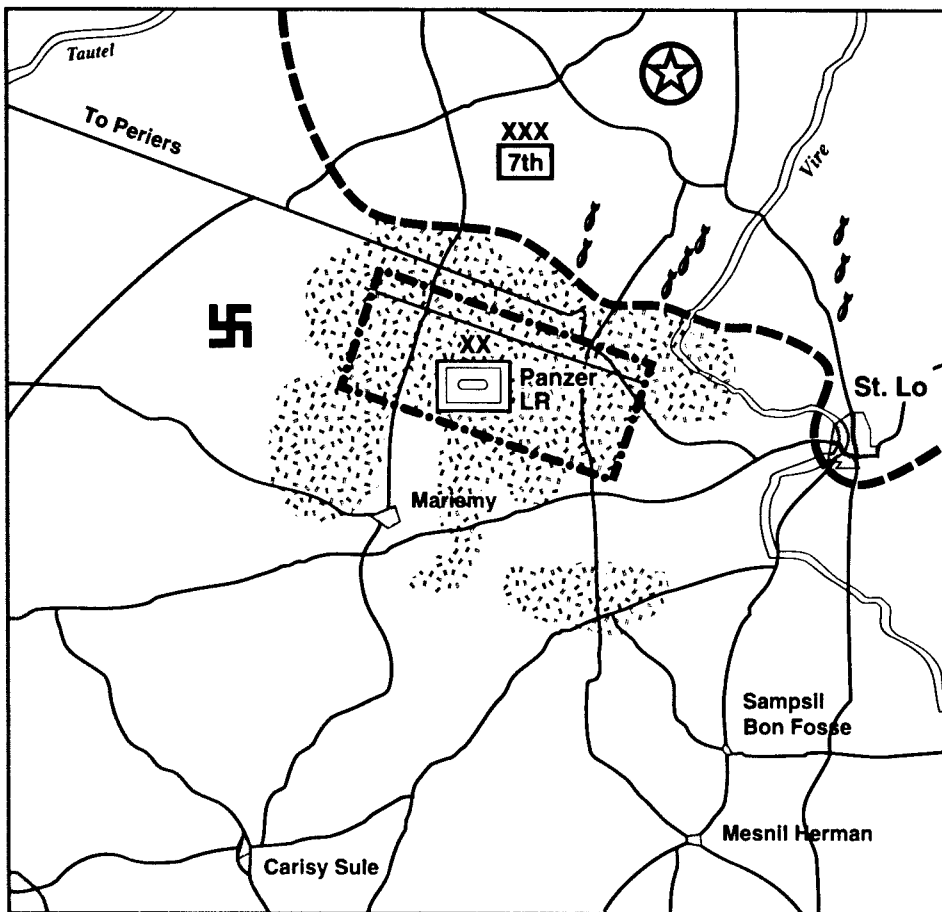 Tautel
To Periers
XXX
7th
Vire
XX
Panzer
LR
St. Lo
Mariemy
Sampsil
Bon Fosse
Mesnil Herman
Carisy Sule